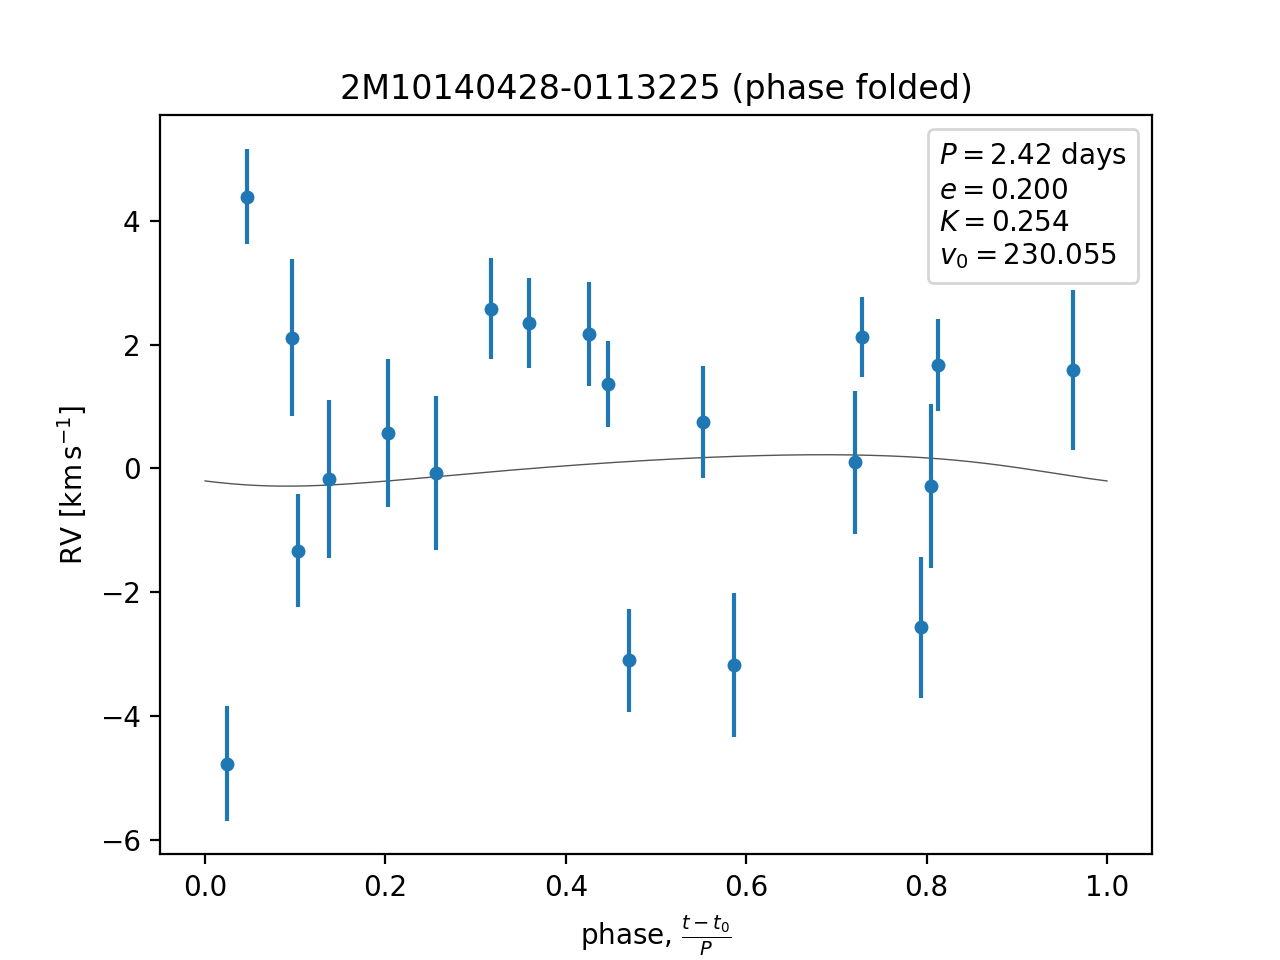 2M10140428-0113225 (phase folded)
P = 2.42 days
e = 0.200
K = 0.254
v₀ = 230.055
RV [km s⁻¹]
4
2
0
−2
−4
−6
0.0 0.2 0.4 0.6 0.8 1.0
phase, (t − t₀)/P